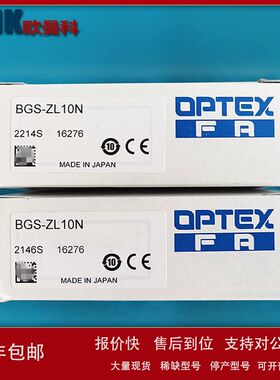 欧曼科
BGS-ZL10N
OPTEX
FA
2214S 16276
10
MADE IN JAPAN
BGS-ZL10N
OPTEX
FA
2146S 16276
10
MADE IN JAPAN
包邮
报价快 售后到位 支持对公
大量现货 稀缺型号 停产型号 可开